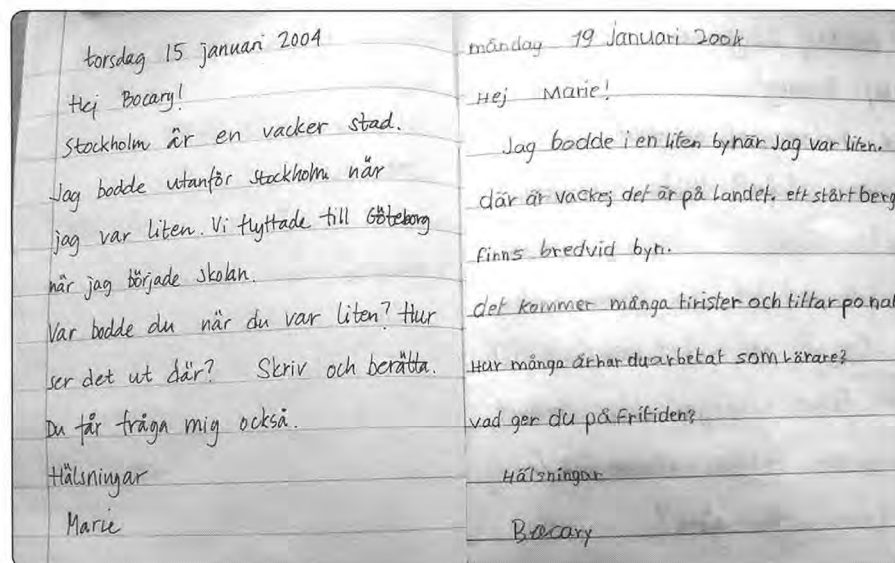 torsdag 15 januari 2004
Hej Bocary!
Stockholm är en vacker stad.
Jag bodde utanför Stockholm när
jag var liten. Vi flyttade till Göteborg
när jag började skolan.
Var bodde du när du var liten? Hur
ser det ut där? Skriv och berätta.
Du får fråga mig också.
Hälsningar
Marie
måndag 19 januari 2004
Hej Marie!
Jag bodde i en liten by när Jag var liten.
där är vackej det är på landet. ett stårt berg
finns bredvid byn.
det kommer många tirister och tittar po
Hur många år har du arbetat som Lärare?
vad ger du på Fritiden?
Hälsningar
Bocary